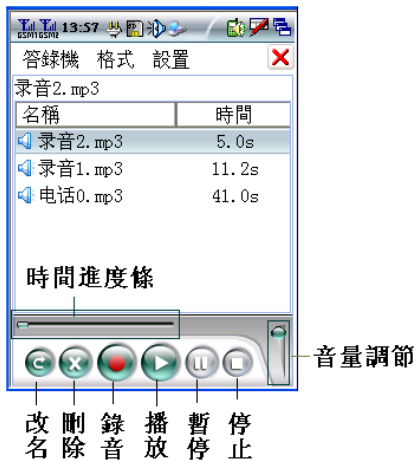 GSM1 GSM2 13:57
答錄機 格式 設置
录音2.mp3
名稱 時間
录音2.mp3 5.0s
录音1.mp3 11.2s
电话0.mp3 41.0s
時間進度條
音量調節
改名 刪除 錄音 播放 暫停 停止